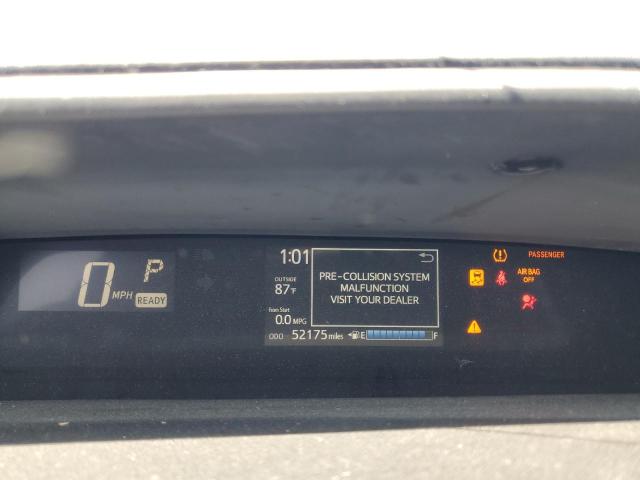 0 MPH
P
READY
1:01
OUTSIDE
87°F
From Start
0.0 MPG
ODO 52175 miles
E F
PRE-COLLISION SYSTEM
MALFUNCTION
VISIT YOUR DEALER
PASSENGER
AIR BAG
OFF